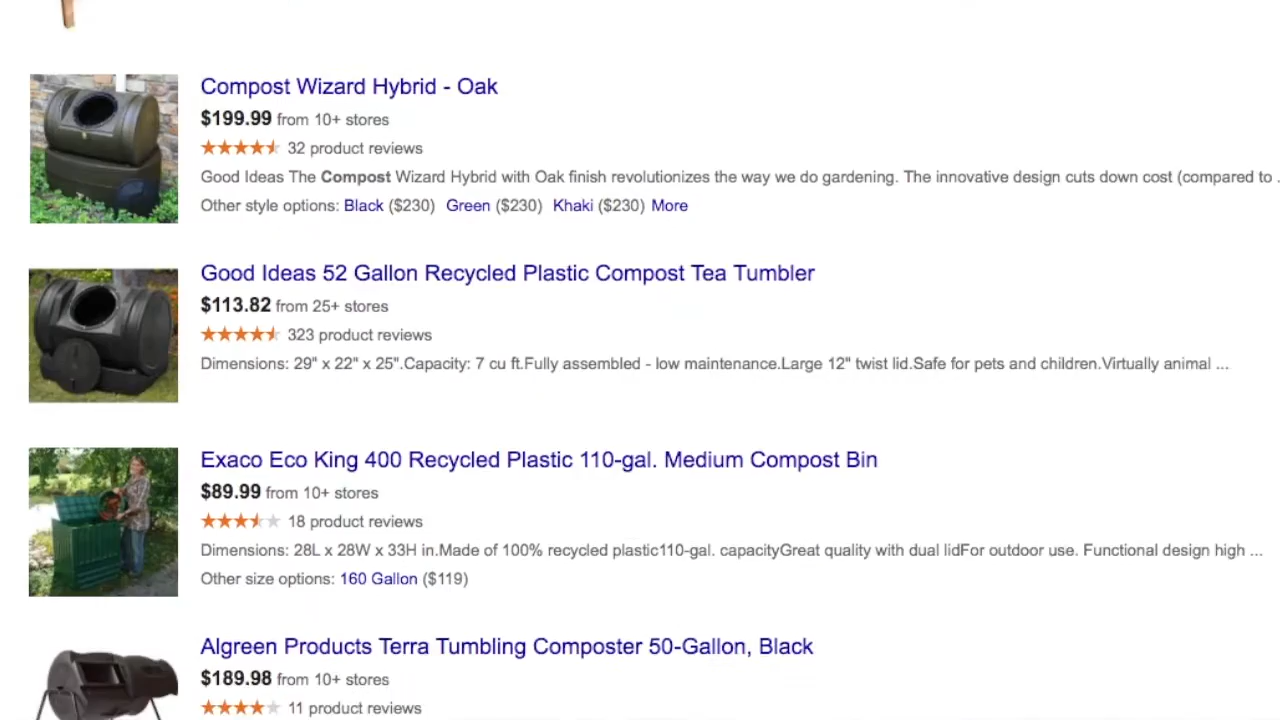 Compost Wizard Hybrid - Oak
$199.99 from 10+ stores
32 product reviews
Good Ideas The Compost Wizard Hybrid with Oak finish revolutionizes the way we do gardening. The innovative design cuts down cost (compared to .
Other style options: Black ($230) Green ($230) Khaki ($230) More
Good Ideas 52 Gallon Recycled Plastic Compost Tea Tumbler
$113.82 from 25+ stores
323 product reviews
Dimensions: 29" x 22" x 25".Capacity: 7 cu ft.Fully assembled - low maintenance.Large 12" twist lid.Safe for pets and children.Virtually animal ...
Exaco Eco King 400 Recycled Plastic 110-gal. Medium Compost Bin
$89.99 from 10+ stores
18 product reviews
Dimensions: 28L x 28W x 33H in.Made of 100% recycled plastic110-gal. capacityGreat quality with dual lidFor outdoor use. Functional design high ...
Other size options: 160 Gallon ($119)
Algreen Products Terra Tumbling Composter 50-Gallon, Black
$189.98 from 10+ stores
11 product reviews